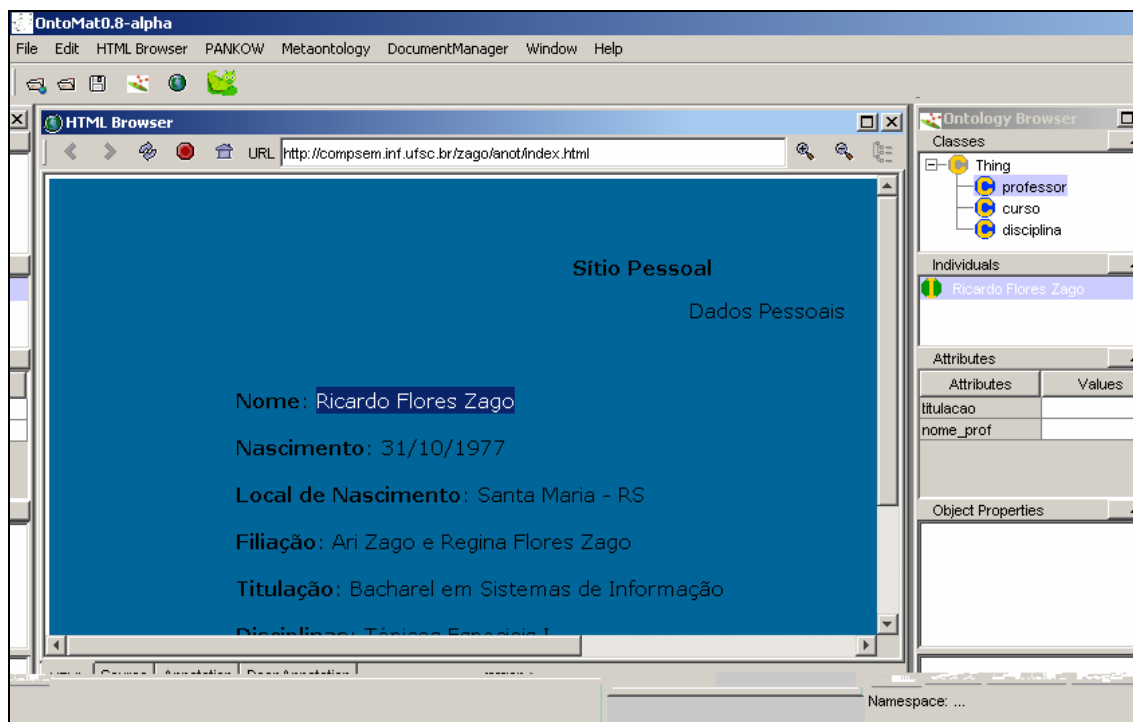 OntoMat0.8-alpha
File Edit HTML Browser PANKOW Metaontology DocumentManager Window Help
HTML Browser
URL http://compsem.inf.ufsc.br/zago/anot/index.html
Sítio Pessoal
Dados Pessoais
Nome: Ricardo Flores Zago
Nascimento: 31/10/1977
Local de Nascimento: Santa Maria - RS
Filiação: Ari Zago e Regina Flores Zago
Titulação: Bacharel em Sistemas de Informação
Disciplinas: Tópicos Especiais I
Ontology Browser
Classes
Thing
professor
curso
disciplina
Individuals
Ricardo Flores Zago
Attributes
Attributes Values
titulacao
nome_prof
Object Properties
Namespace: ...